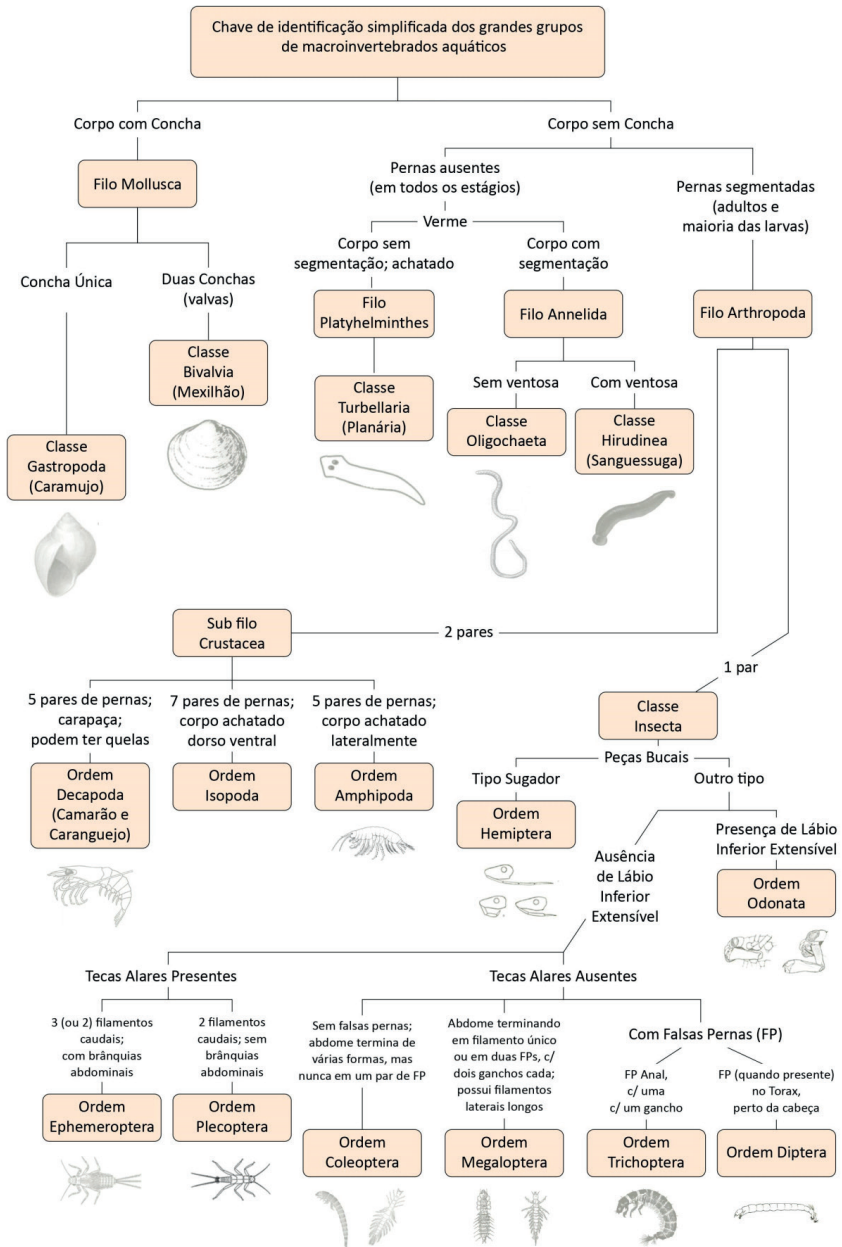 Chave de identificação simplificada dos grandes grupos
de macroinvertebrados aquáticos
Corpo com Concha
Corpo sem Concha
Filo Mollusca
Pernas ausentes
(em todos os estágios)
Pernas segmentadas
(adultos e
maioria das larvas)
Verme
Concha Única
Duas Conchas
(valvas)
Corpo sem
segmentação; achatado
Corpo com
segmentação
Filo
Platyhelminthes
Filo Annelida
Filo Arthropoda
Classe
Bivalvia
(Mexilhão)
Classe
Turbellaria
(Planária)
Sem ventosa
Com ventosa
Classe
Oligochaeta
Classe
Hirudinea
(Sanguessuga)
Classe
Gastropoda
(Caramujo)
Sub filo
Crustacea
2 pares
1 par
5 pares de pernas;
carapaça;
podem ter quelas
7 pares de pernas;
corpo achatado
dorso ventral
5 pares de pernas;
corpo achatado
lateralmente
Classe
Insecta
Ordem
Decapoda
(Camarão e
Caranguejo)
Ordem
Isopoda
Ordem
Amphipoda
Peças Bucais
Tipo Sugador
Outro tipo
Ordem
Hemiptera
Ausência
de Lábio
Inferior
Extensível
Presença de Lábio
Inferior Extensível
Ordem
Odonata
Tecas Alares Presentes
Tecas Alares Ausentes
3 (ou 2) filamentos
caudais;
com brânquias
abdominais
2 filamentos
caudais; sem
brânquias
abdominais
Sem falsas pernas;
abdome termina de
várias formas, mas
nunca em um par de FP
Abdome terminando
em filamento único
ou em duas FPs, c/
dois ganchos cada;
possui filamentos
laterais longos
Com Falsas Pernas (FP)
FP Anal,
c/ uma
c/ um gancho
FP (quando presente)
no Torax,
perto da cabeça
Ordem
Ephemeroptera
Ordem
Plecoptera
Ordem
Coleoptera
Ordem
Megaloptera
Ordem
Trichoptera
Ordem Diptera